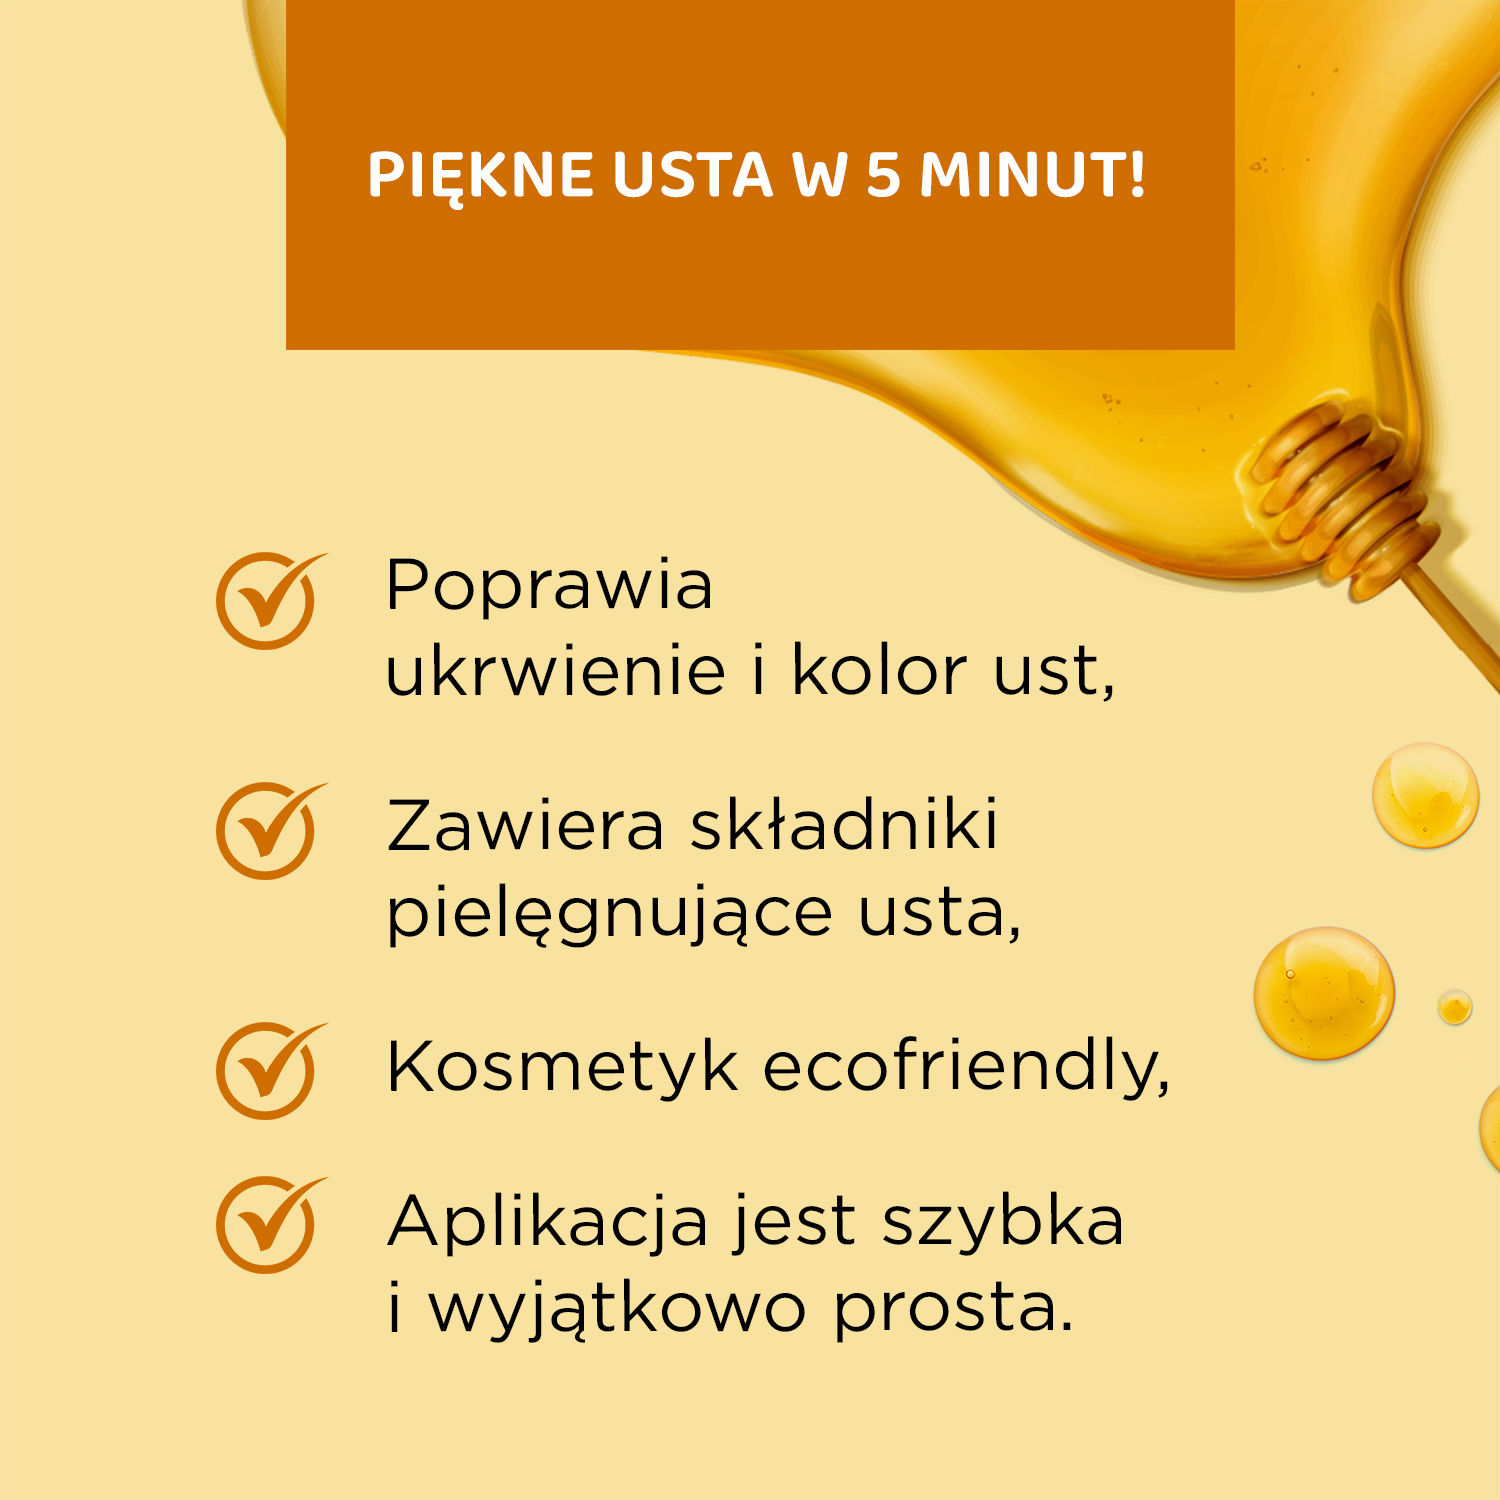 PIĘKNE USTA W 5 MINUT!
Poprawia
ukrwienie i kolor ust,
Zawiera składniki
pielęgnujące usta,
Kosmetyk ecofriendly,
Aplikacja jest szybka
i wyjątkowo prosta.